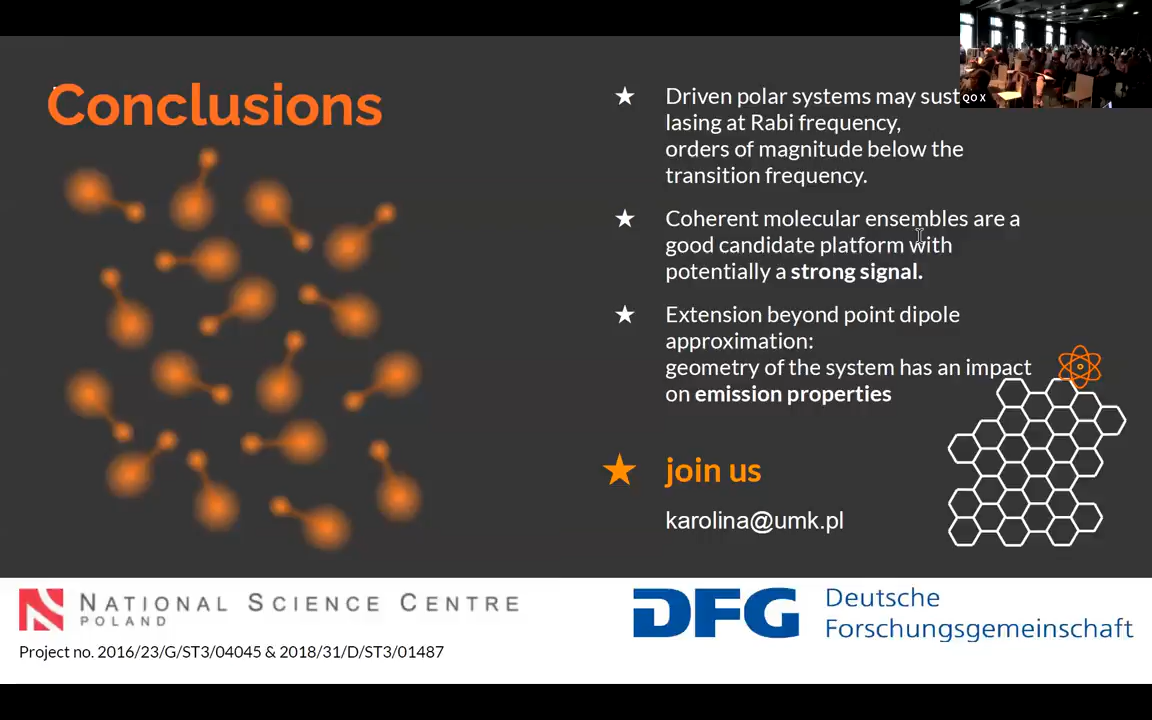 Conclusions
Driven polar systems may sust
lasing at Rabi frequency,
orders of magnitude below the
transition frequency.
Coherent molecular ensembles are a
good candidate platform with
potentially a strong signal.
Extension beyond point dipole
approximation:
geometry of the system has an impact
on emission properties
join us
karolina@umk.pl
QO X
NATIONAL SCIENCE CENTRE
POLAND
Project no. 2016/23/G/ST3/04045 & 2018/31/D/ST3/01487
DFG
Deutsche
Forschungsgemeinschaft